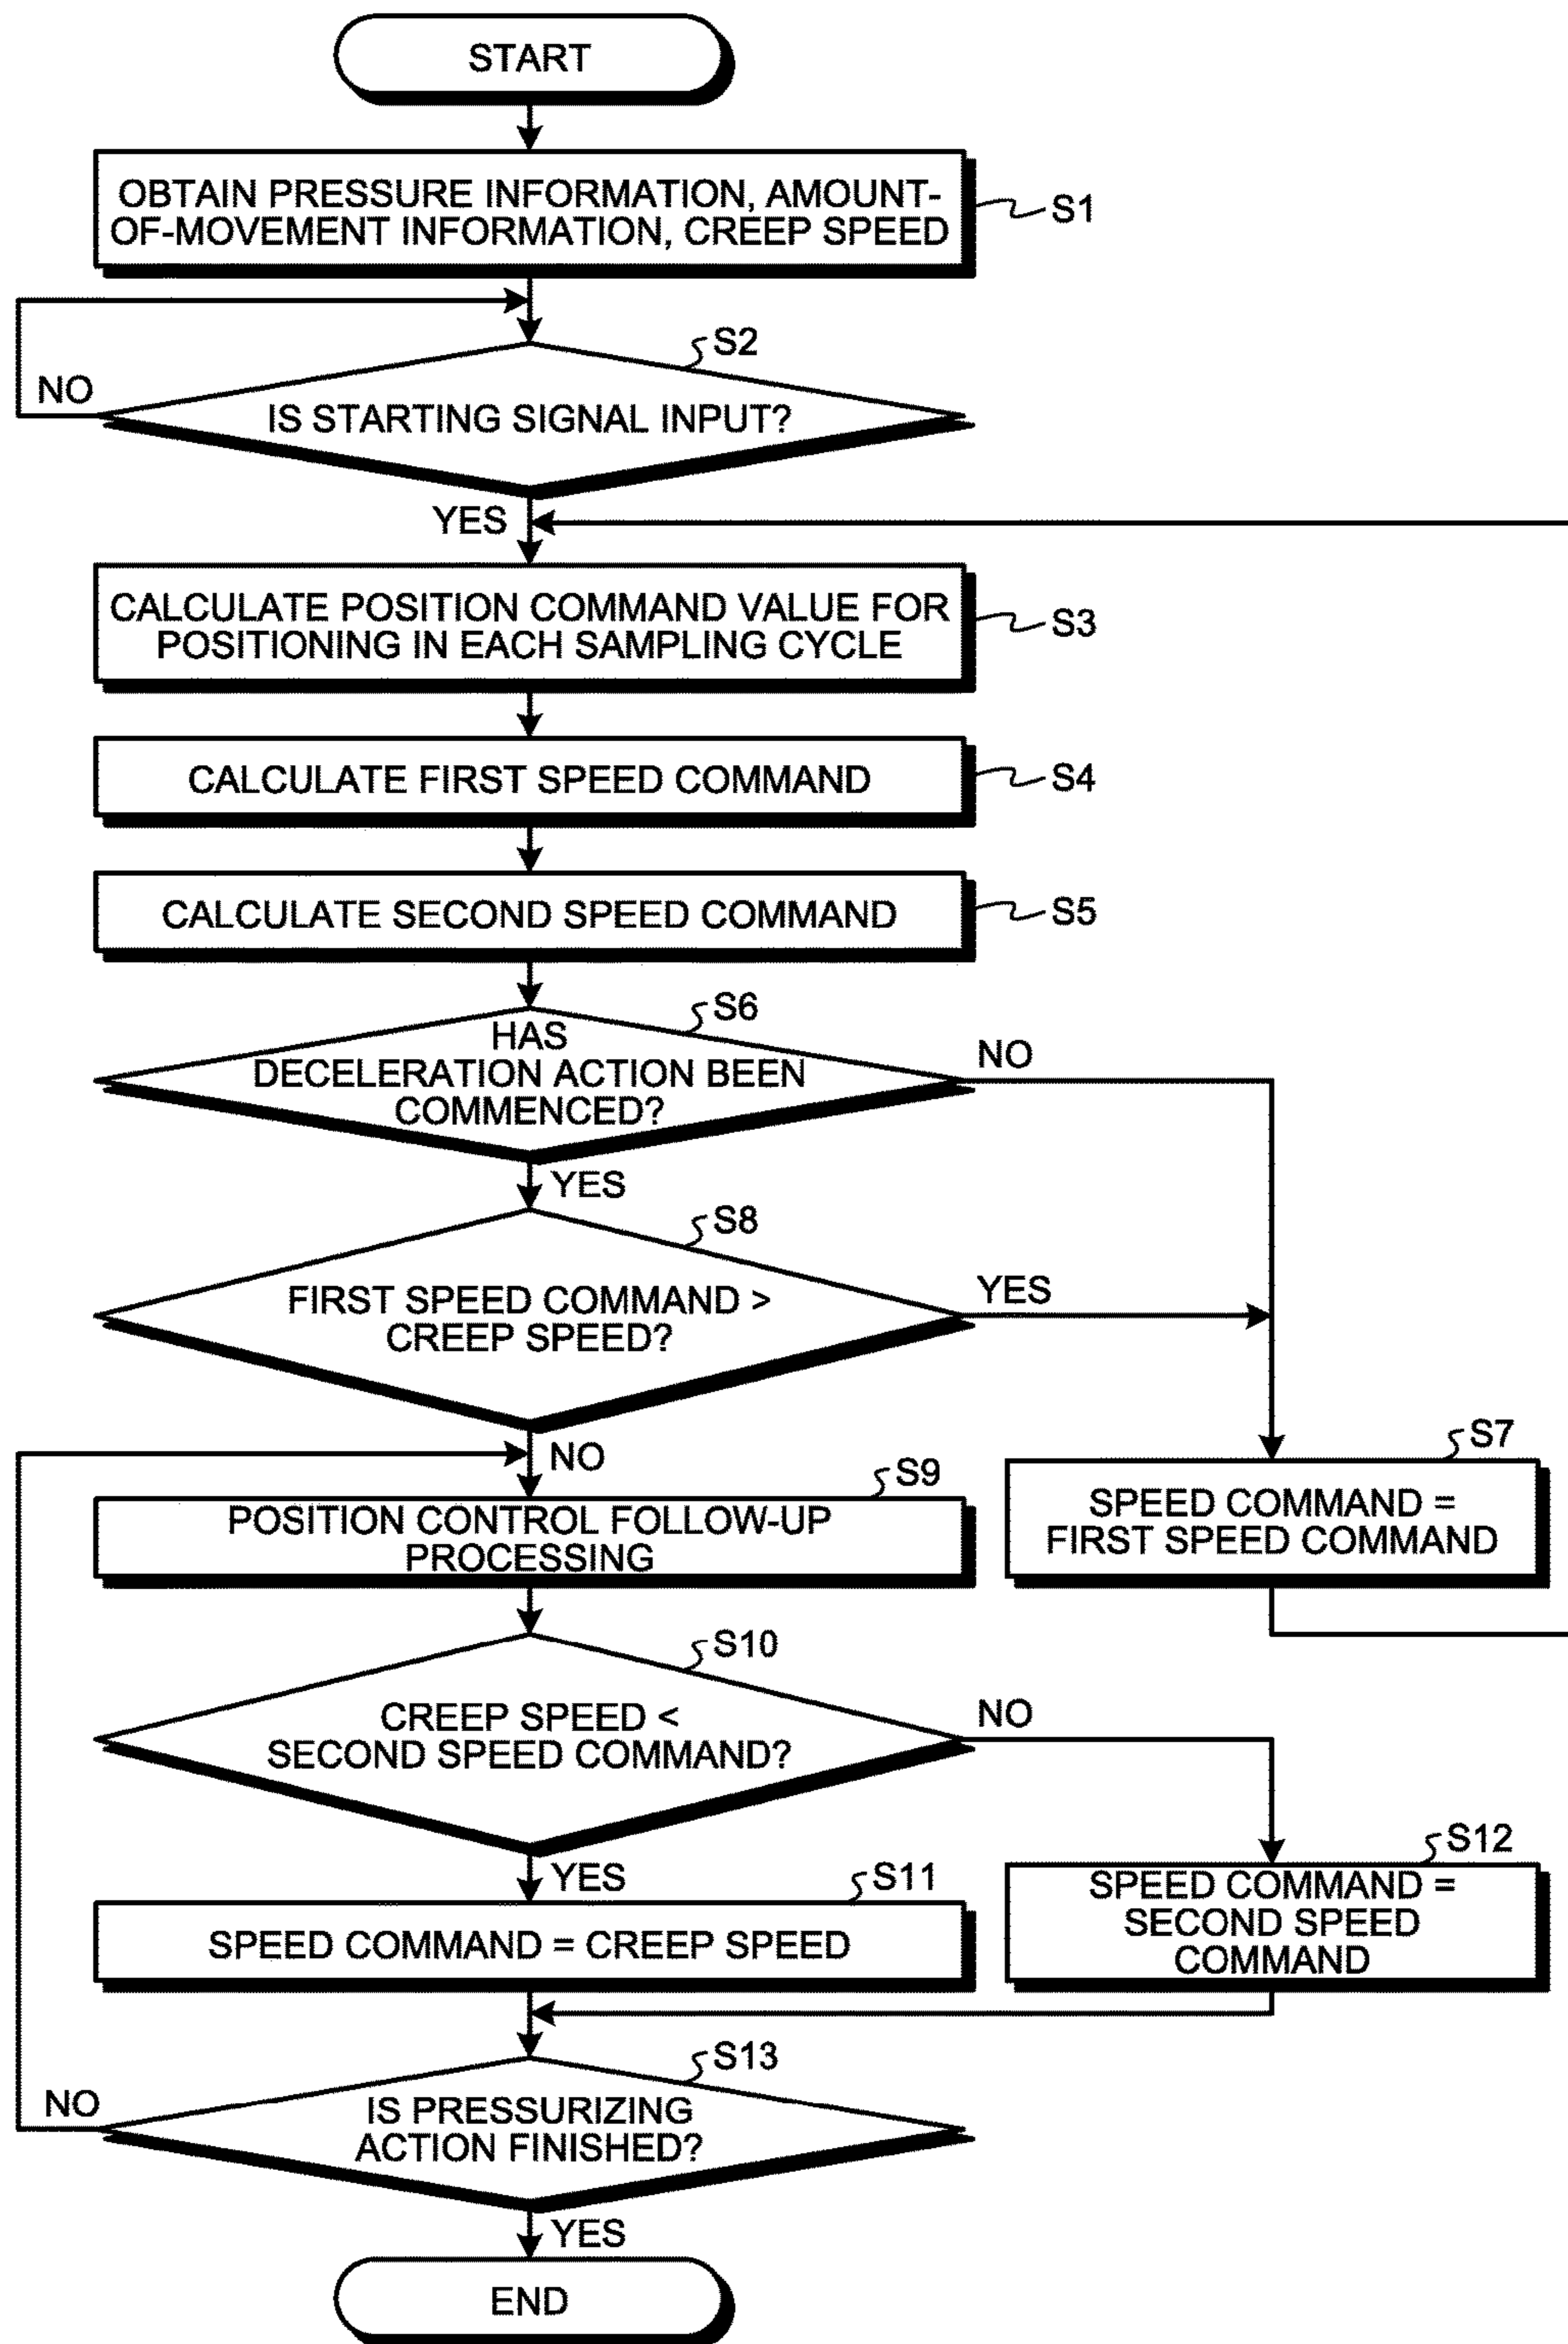 START
OBTAIN PRESSURE INFORMATION, AMOUNT-
OF-MOVEMENT INFORMATION, CREEP SPEED
S1
S2
NO
IS STARTING SIGNAL INPUT?
YES
CALCULATE POSITION COMMAND VALUE FOR
POSITIONING IN EACH SAMPLING CYCLE
S3
CALCULATE FIRST SPEED COMMAND
S4
CALCULATE SECOND SPEED COMMAND
S5
S6
HAS
DECELERATION ACTION BEEN
COMMENCED?
NO
YES
S8
FIRST SPEED COMMAND >
CREEP SPEED?
YES
NO
S7
SPEED COMMAND =
FIRST SPEED COMMAND
S9
POSITION CONTROL FOLLOW-UP
PROCESSING
S10
CREEP SPEED <
SECOND SPEED COMMAND?
NO
YES
S11
SPEED COMMAND = CREEP SPEED
S12
SPEED COMMAND =
SECOND SPEED
COMMAND
S13
NO
IS PRESSURIZING
ACTION FINISHED?
YES
END